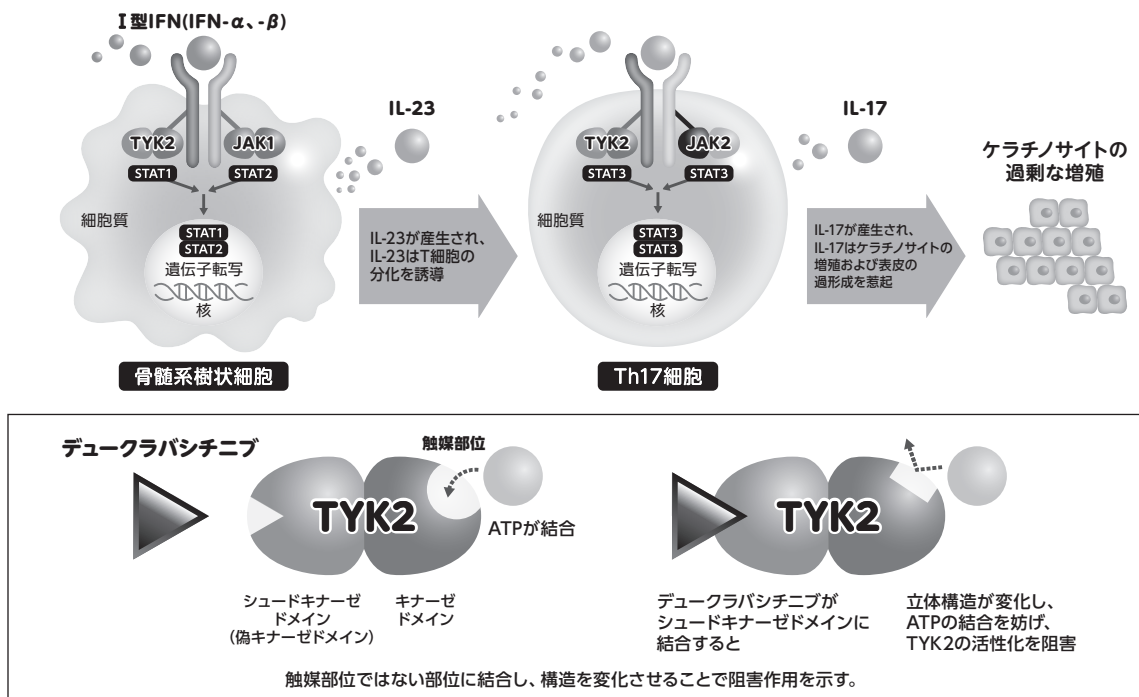 Ⅰ型IFN(IFN-α、-β)
TYK2
JAK1
STAT1
STAT2
細胞質
STAT1
STAT2
遺伝子転写
核
骨髄系樹状細胞
IL-23
IL-23が産生され、
IL-23はT細胞の
分化を誘導
TYK2
JAK2
STAT3
STAT3
細胞質
STAT3
STAT3
遺伝子転写
核
Th17細胞
IL-17
IL-17が産生され、
IL-17はケラチノサイトの
増殖および表皮の
過形成を惹起
ケラチノサイトの
過剰な増殖
デュークラバシチニブ
触媒部位
TYK2
ATPが結合
シュードキナーゼ
ドメイン
(偽キナーゼドメイン)
キナーゼ
ドメイン
TYK2
デュークラバシチニブが
シュードキナーゼドメインに
結合すると
立体構造が変化し、
ATPの結合を妨げ、
TYK2の活性化を阻害
触媒部位ではない部位に結合し、構造を変化させることで阻害作用を示す。